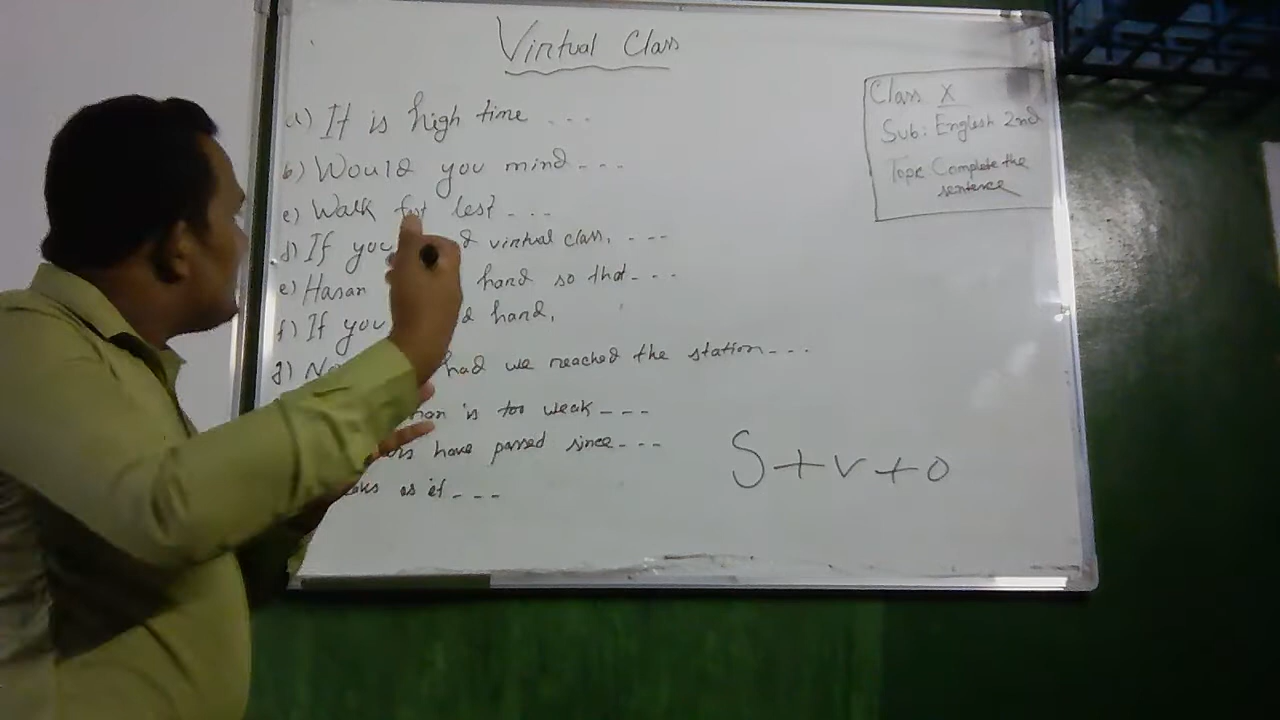 Virtual Class
a) It is high time ...
b) Would you mind ---
c) Walk fast lest ---
d) If you virtual class, ---
e) Hasan hard so that ---
f) If you hard,
g) had we reached the station ---
is too weak ---
have passed since ---
as if ---
S+v+o
Class X
Sub: English 2nd
Topc Complete the
sentence